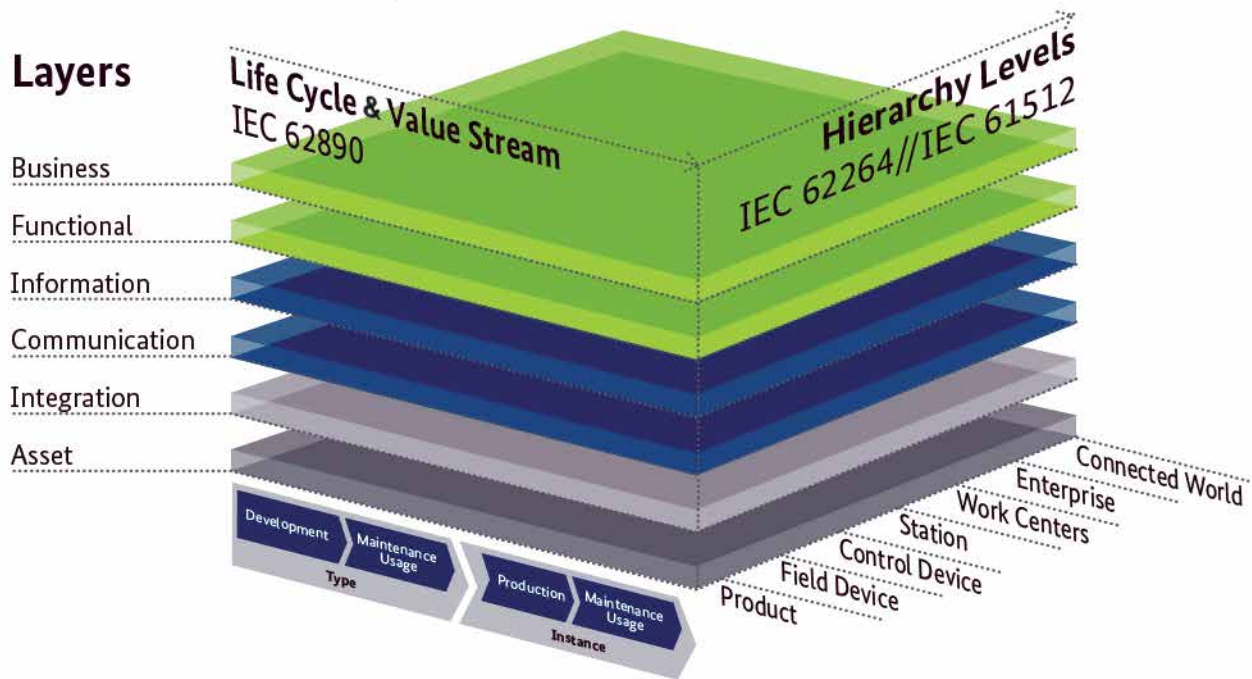 Layers
Life Cycle & Value Stream
IEC 62890
Hierarchy Levels
IEC 62264//IEC 61512
Business
Functional
Information
Communication
Integration
Asset
Development
Maintenance
Usage
Type
Production
Maintenance
Usage
Instance
Connected World
Enterprise
Work Centers
Station
Control Device
Field Device
Product